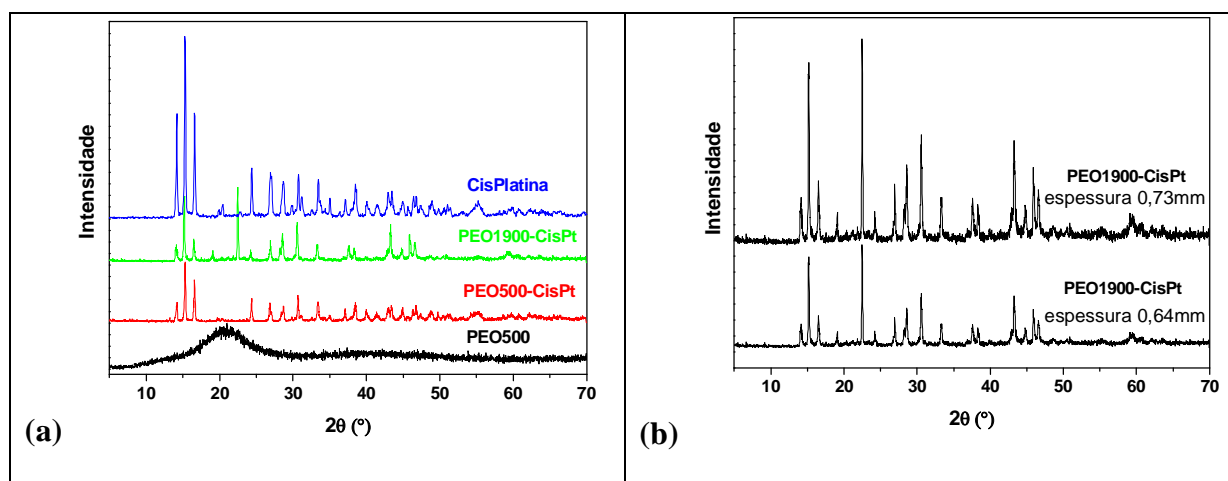 Intensidade
CisPlatina
PEO1900-CisPt
PEO500-CisPt
PEO500
10 20 30 40 50 60 70
2θ (°)
(a)
Intensidade
PEO1900-CisPt
espessura 0,73mm
PEO1900-CisPt
espessura 0,64mm
10 20 30 40 50 60 70
2θ (°)
(b)